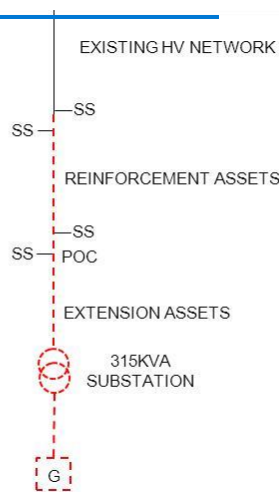 EXISTING HV NETWORK
SS
SS
REINFORCEMENT ASSETS
SS
SS
POC
EXTENSION ASSETS
315KVA
SUBSTATION
G